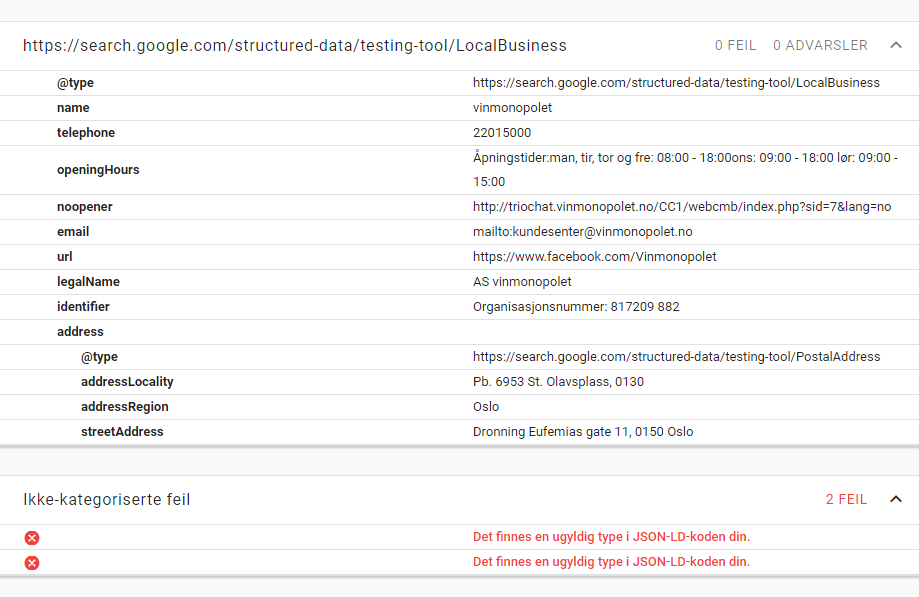 https://search.google.com/structured-data/testing-tool/LocalBusiness 0 FEIL 0 ADVARSLER
@type https://search.google.com/structured-data/testing-tool/LocalBusiness
name vinmonopolet
telephone 22015000
openingHours Åpningstider:man, tir, tor og fre: 08:00 - 18:00ons: 09:00 - 18:00 lør: 09:00 -
15:00
noopener http://triochat.vinmonopolet.no/CC1/webcmb/index.php?sid=7&lang=no
email mailto:kundesenter@vinmonopolet.no
url https://www.facebook.com/Vinmonopolet
legalName AS vinmonopolet
identifier Organisasjonsnummer: 817209 882
address
@type https://search.google.com/structured-data/testing-tool/PostalAddress
addressLocality Pb. 6953 St. Olavsplass, 0130
addressRegion Oslo
streetAddress Dronning Eufemias gate 11, 0150 Oslo
Ikke-kategoriserte feil 2 FEIL
Det finnes en ugyldig type i JSON-LD-koden din.
Det finnes en ugyldig type i JSON-LD-koden din.